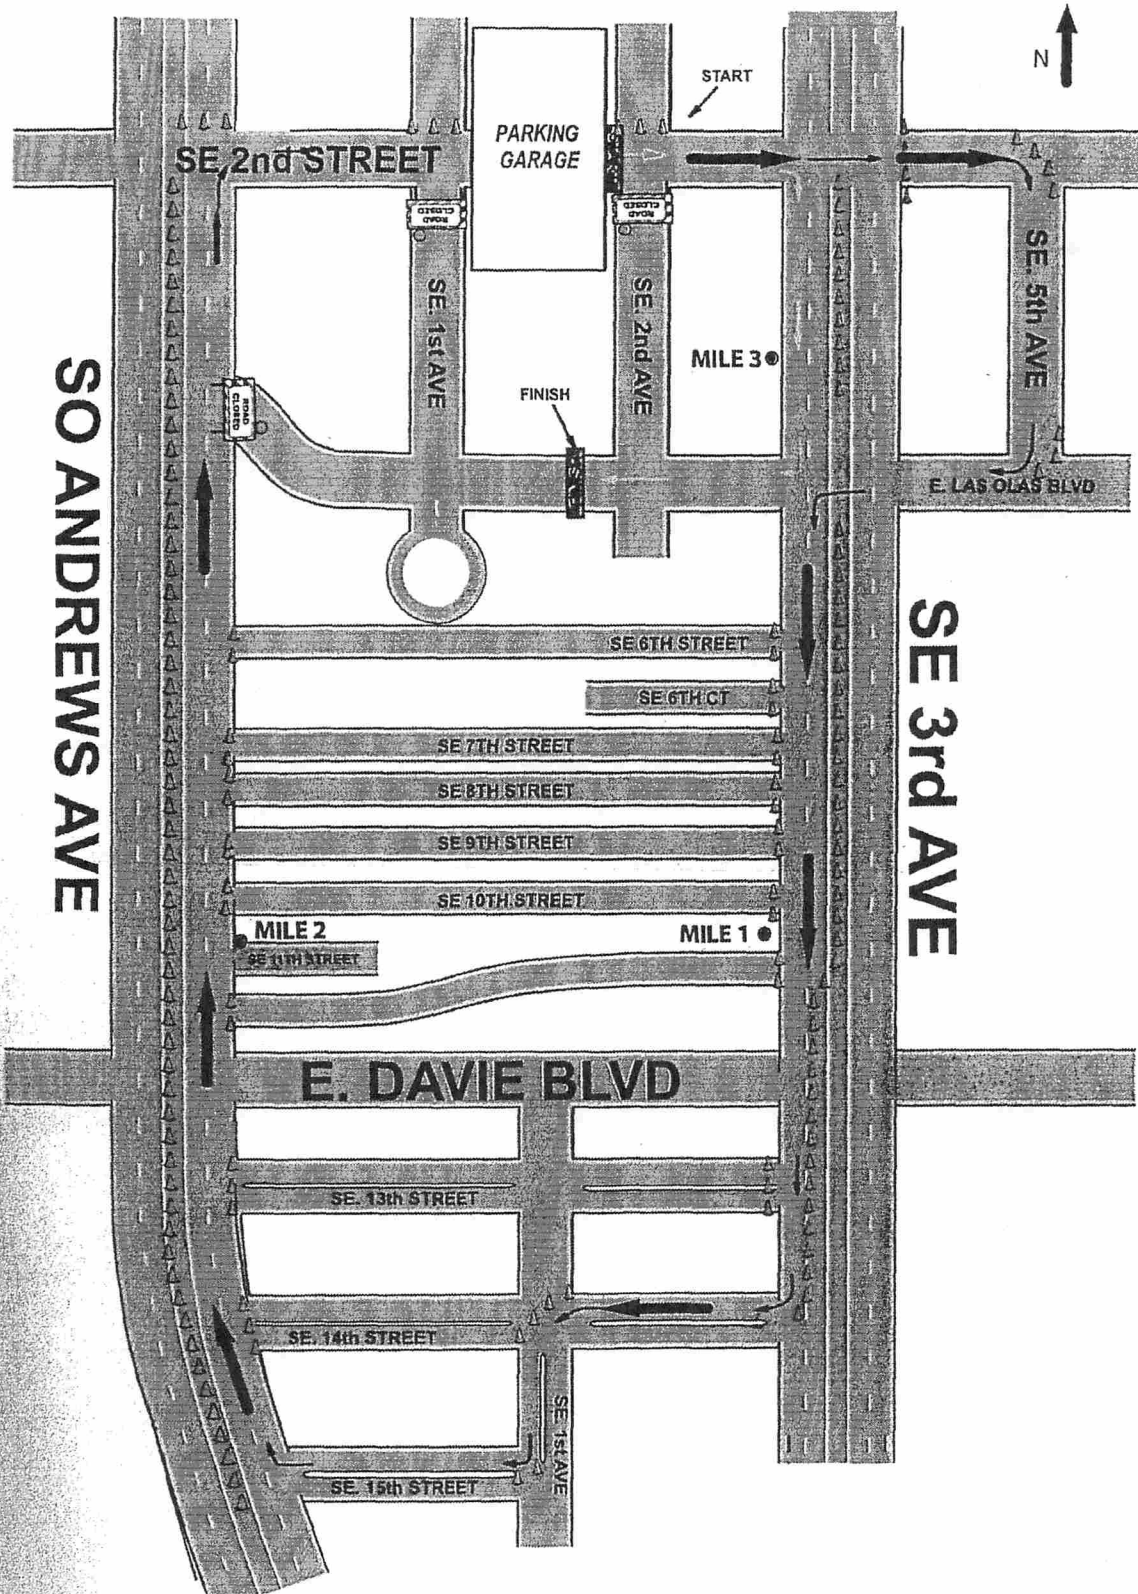 N
START
PARKING
GARAGE
SE 2nd STREET
ROAD
CLOSED
ROAD
CLOSED
SE. 1st AVE
SE. 2nd AVE
SE. 5th AVE
MILE 3
ROAD
CLOSED
FINISH
E. LAS OLAS BLVD
SO ANDREWS AVE
SE 3rd AVE
SE 6TH STREET
SE 6TH CT
SE 7TH STREET
SE 8TH STREET
SE 9TH STREET
SE 10TH STREET
MILE 2
MILE 1
SE 11TH STREET
E. DAVIE BLVD
SE. 13th STREET
SE. 14th STREET
SE. 1st AVE
SE. 15th STREET